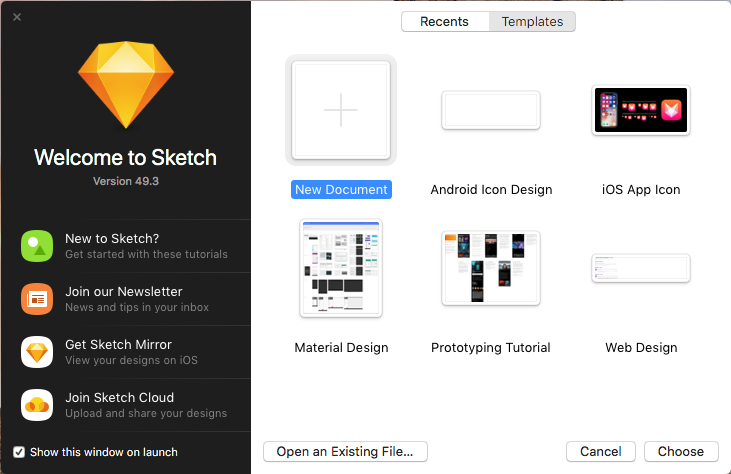 Recents
Templates
Welcome to Sketch
Version 49.3
New to Sketch?
Get started with these tutorials
Join our Newsletter
News and tips in your inbox
Get Sketch Mirror
View your designs on iOS
Join Sketch Cloud
Upload and share your designs
Show this window on launch
New Document
Android Icon Design
iOS App Icon
Material Design
Prototyping Tutorial
Web Design
Open an Existing File...
Cancel
Choose